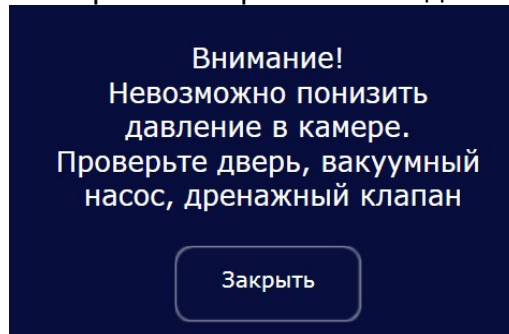 Внимание!
Невозможно понизить
давление в камере.
Проверьте дверь, вакуумный
насос, дренажный клапан
Закрыть